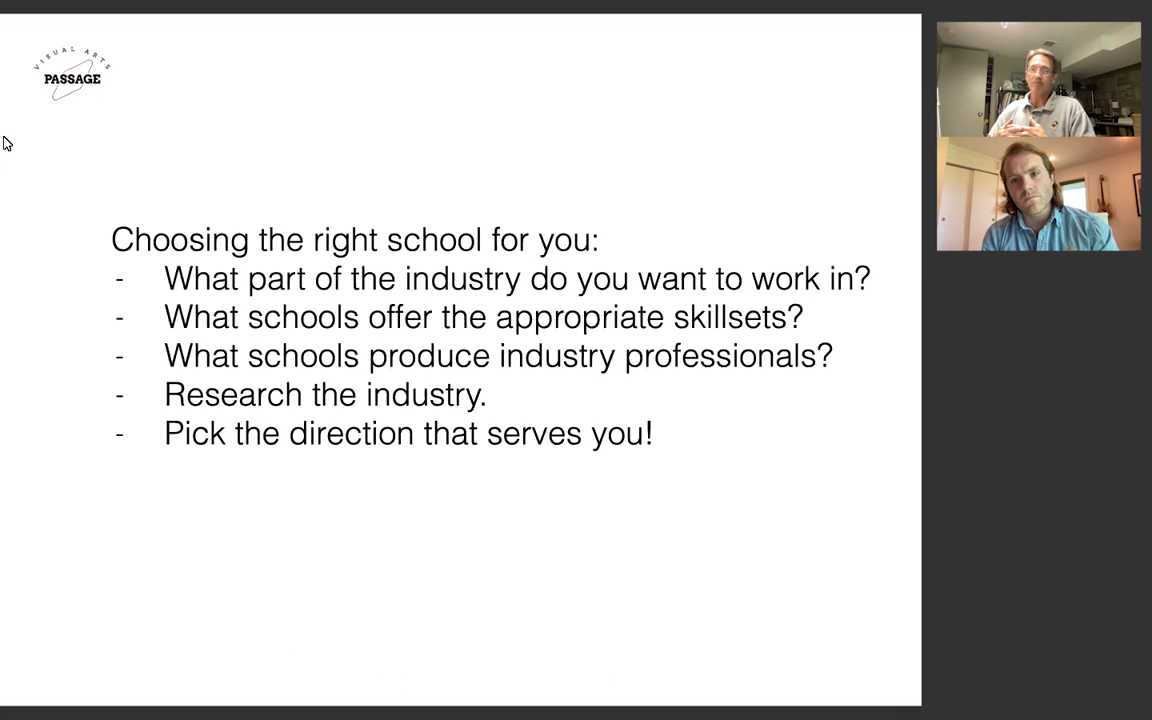 VISUAL ARTS
PASSAGE
Choosing the right school for you:
- What part of the industry do you want to work in?
- What schools offer the appropriate skillsets?
- What schools produce industry professionals?
- Research the industry.
- Pick the direction that serves you!